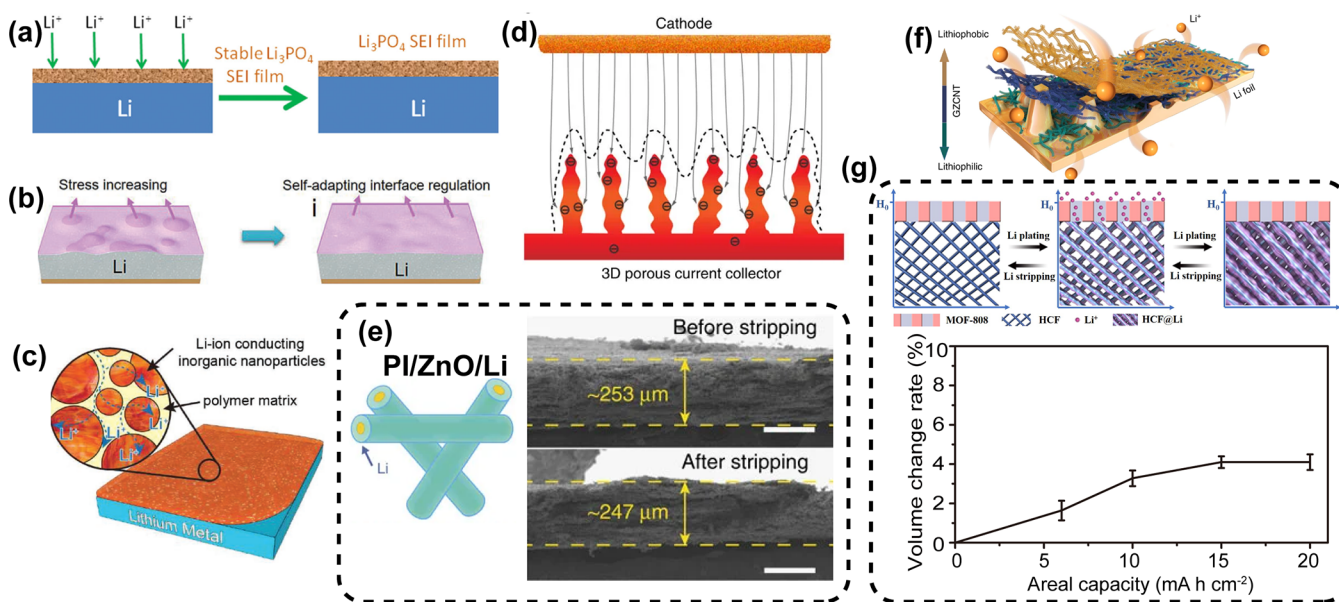 (a)
Li⁺ Li⁺ Li⁺ Li⁺
Stable Li₃PO₄
SEI film
Li₃PO₄ SEI film
Li
Li
(b)
Stress increasing
Self-adapting interface regulation
i
Li
Li
(c)
Li-ion conducting
inorganic nanoparticles
polymer matrix
Li⁺
Li⁺
Li⁺
Li⁺
Li⁺
Lithium Metal
(d)
Cathode
3D porous current collector
(e)
PI/ZnO/Li
Li
Before stripping
~253 μm
After stripping
~247 μm
(f)
Lithiophobic
GZCNT
Lithiophilic
Li⁺
Li foil
(g)
H₀
H₀
H₀
Li plating
Li stripping
Li plating
Li stripping
MOF-808 HCF Li⁺ HCF@Li
Volume change rate (%)
10
8
6
4
2
0
0 5 10 15 20
Areal capacity (mA h cm⁻²)